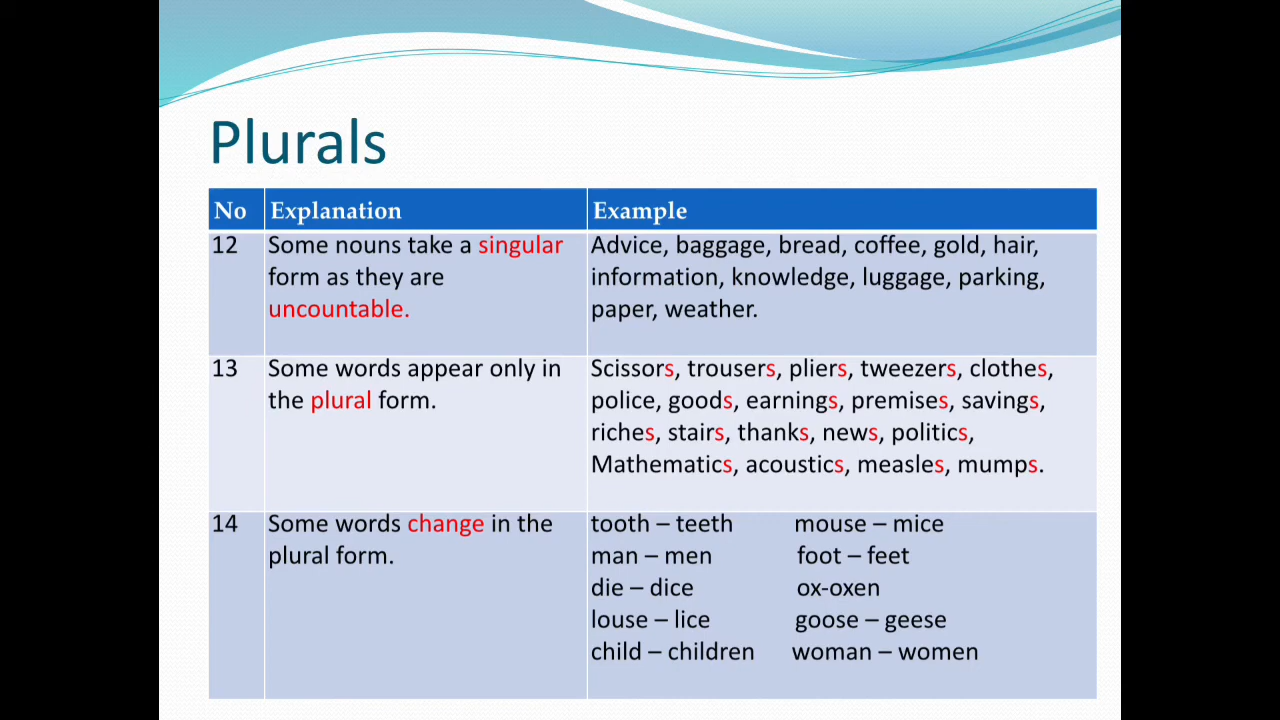 Plurals
No Explanation Example
12 Some nouns take a singular form as they are uncountable.
Advice, baggage, bread, coffee, gold, hair,
information, knowledge, luggage, parking,
paper, weather.
13 Some words appear only in the plural form.
Scissors, trousers, pliers, tweezers, clothes,
police, goods, earnings, premises, savings,
riches, stairs, thanks, news, politics,
Mathematics, acoustics, measles, mumps.
14 Some words change in the plural form.
tooth – teeth mouse – mice
man – men foot – feet
die – dice ox-oxen
louse – lice goose – geese
child – children woman – women